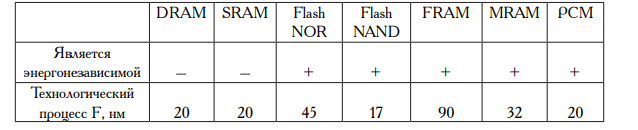 DRAM SRAM Flash NOR Flash NAND FRAM MRAM PCM
Является энергонезависимой – – + + + + +
Технологический процесс F, нм 20 20 45 17 90 32 20